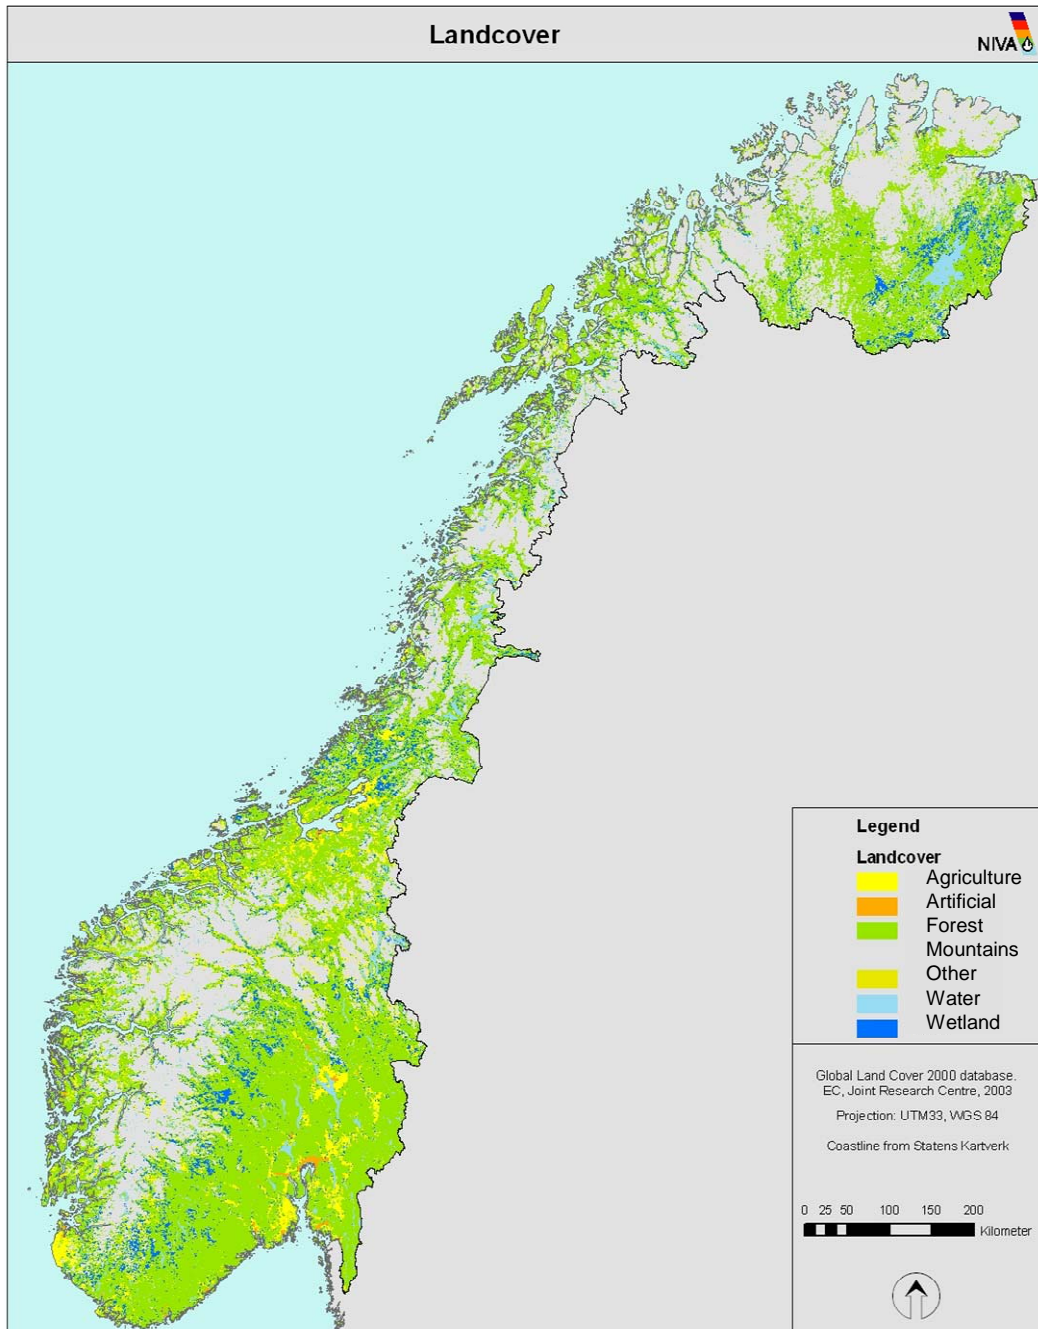 Landcover
NIVA
Legend
Landcover
Agriculture
Artificial
Forest
Mountains
Other
Water
Wetland
Global Land Cover 2000 database.
EC, Joint Research Centre, 2003
Projection: UTM33, WGS 84
Coastline from Statens Kartverk
0 25 50 100 150 200
Kilometer